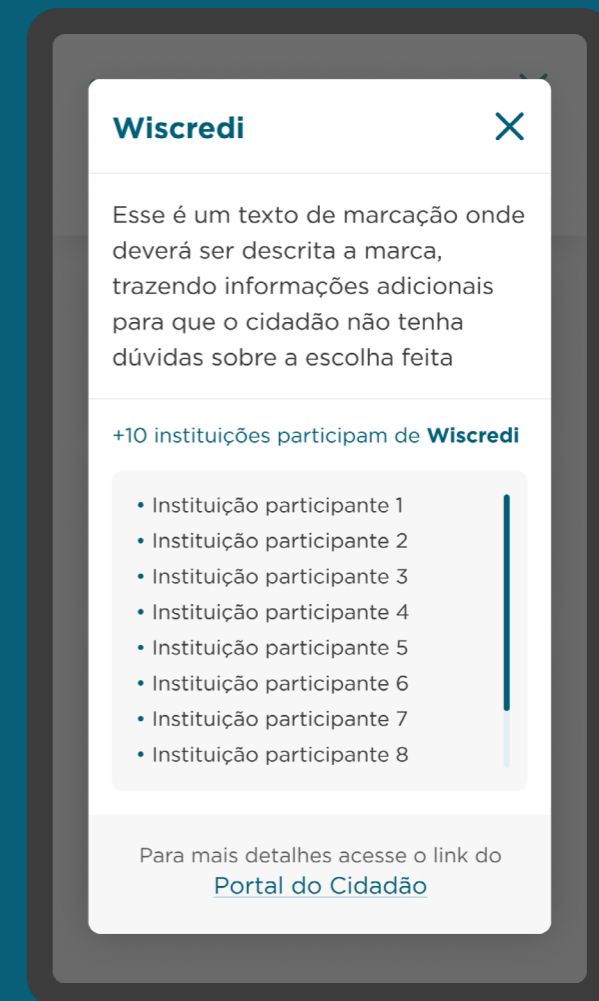 Wiscredi
Esse é um texto de marcação onde
deverá ser descrita a marca,
trazendo informações adicionais
para que o cidadão não tenha
dúvidas sobre a escolha feita
+10 instituições participam de Wiscredi
• Instituição participante 1
• Instituição participante 2
• Instituição participante 3
• Instituição participante 4
• Instituição participante 5
• Instituição participante 6
• Instituição participante 7
• Instituição participante 8
Para mais detalhes acesse o link do
Portal do Cidadão